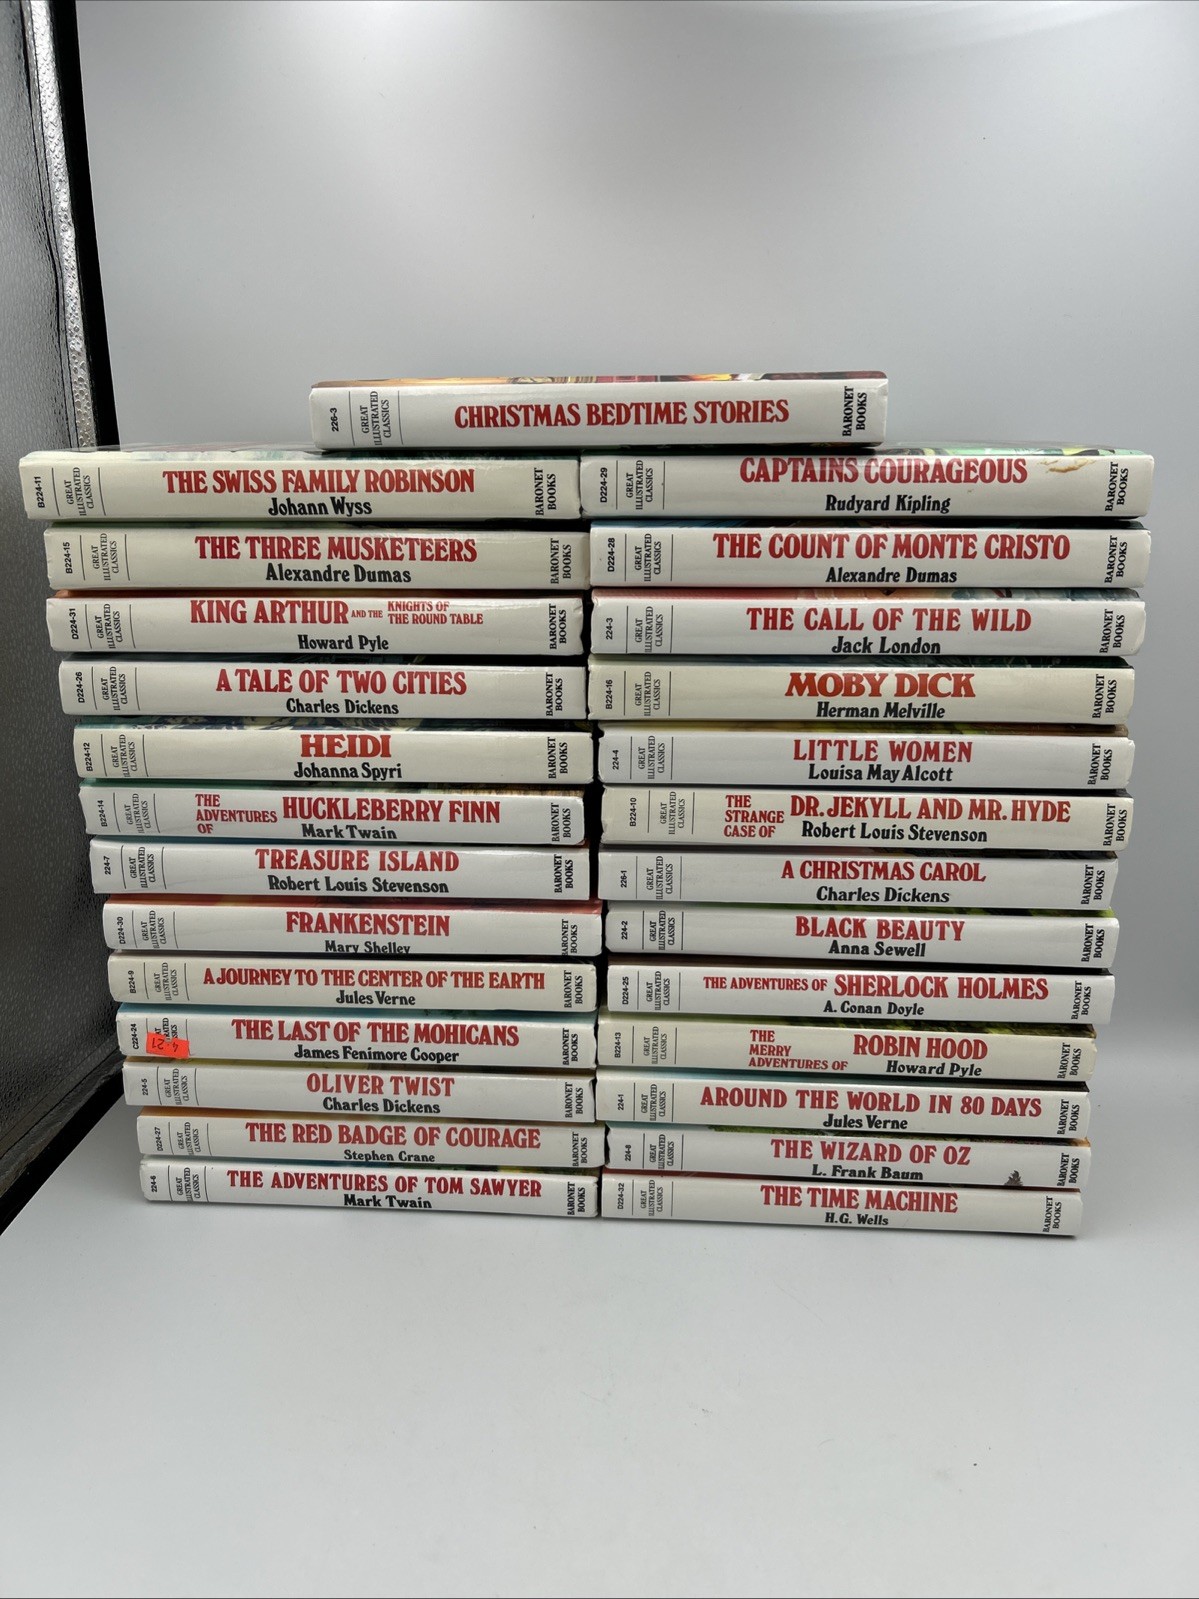 226-3
GREAT
ILLUSTRATED
CLASSICS
CHRISTMAS BEDTIME STORIES
BARONET
BOOKS
B224-11
GREAT
ILLUSTRATED
CLASSICS
THE SWISS FAMILY ROBINSON
Johann Wyss
BARONET
BOOKS
B224-15
GREAT
ILLUSTRATED
CLASSICS
THE THREE MUSKETEERS
Alexandre Dumas
BARONET
BOOKS
D224-31
GREAT
ILLUSTRATED
CLASSICS
KING ARTHUR AND THE KNIGHTS OF
THE ROUND TABLE
Howard Pyle
BARONET
BOOKS
D224-26
GREAT
ILLUSTRATED
CLASSICS
A TALE OF TWO CITIES
Charles Dickens
BARONET
BOOKS
B224-12
GREAT
ILLUSTRATED
CLASSICS
HEIDI
Johanna Spyri
BARONET
BOOKS
B224-14
GREAT
ILLUSTRATED
CLASSICS
THE
ADVENTURES
OF
HUCKLEBERRY FINN
Mark Twain
BARONET
BOOKS
224-7
GREAT
ILLUSTRATED
CLASSICS
TREASURE ISLAND
Robert Louis Stevenson
BARONET
BOOKS
D224-30
GREAT
ILLUSTRATED
CLASSICS
FRANKENSTEIN
Mary Shelley
BARONET
BOOKS
B224-9
GREAT
ILLUSTRATED
CLASSICS
A JOURNEY TO THE CENTER OF THE EARTH
Jules Verne
BARONET
BOOKS
C224-24
4.27
THE LAST OF THE MOHICANS
James Fenimore Cooper
BARONET
BOOKS
224-5
GREAT
ILLUSTRATED
CLASSICS
OLIVER TWIST
Charles Dickens
BARONET
BOOKS
D224-27
GREAT
ILLUSTRATED
CLASSICS
THE RED BADGE OF COURAGE
Stephen Crane
BARONET
BOOKS
224-6
GREAT
ILLUSTRATED
CLASSICS
THE ADVENTURES OF TOM SAWYER
Mark Twain
BARONET
BOOKS
D224-29
GREAT
ILLUSTRATED
CLASSICS
CAPTAINS COURAGEOUS
Rudyard Kipling
BARONET
BOOKS
D224-28
GREAT
ILLUSTRATED
CLASSICS
THE COUNT OF MONTE CRISTO
Alexandre Dumas
BARONET
BOOKS
224-3
GREAT
ILLUSTRATED
CLASSICS
THE CALL OF THE WILD
Jack London
BARONET
BOOKS
B224-16
GREAT
ILLUSTRATED
CLASSICS
MOBY DICK
Herman Melville
BARONET
BOOKS
224-4
GREAT
ILLUSTRATED
CLASSICS
LITTLE WOMEN
Louisa May Alcott
BARONET
BOOKS
B224-10
GREAT
ILLUSTRATED
CLASSICS
THE
STRANGE
CASE OF
DR. JEKYLL AND MR. HYDE
Robert Louis Stevenson
BARONET
BOOKS
226-1
GREAT
ILLUSTRATED
CLASSICS
A CHRISTMAS CAROL
Charles Dickens
BARONET
BOOKS
224-2
GREAT
ILLUSTRATED
CLASSICS
BLACK BEAUTY
Anna Sewell
BARONET
BOOKS
D224-25
GREAT
ILLUSTRATED
CLASSICS
THE ADVENTURES OF SHERLOCK HOLMES
A. Conan Doyle
BARONET
BOOKS
B224-13
GREAT
ILLUSTRATED
CLASSICS
THE
MERRY
ADVENTURES OF
ROBIN HOOD
Howard Pyle
BARONET
BOOKS
224-1
GREAT
ILLUSTRATED
CLASSICS
AROUND THE WORLD IN 80 DAYS
Jules Verne
BARONET
BOOKS
224-8
GREAT
ILLUSTRATED
CLASSICS
THE WIZARD OF OZ
L. Frank Baum
BARONET
BOOKS
D224-32
GREAT
ILLUSTRATED
CLASSICS
THE TIME MACHINE
H.G. Wells
BARONET
BOOKS